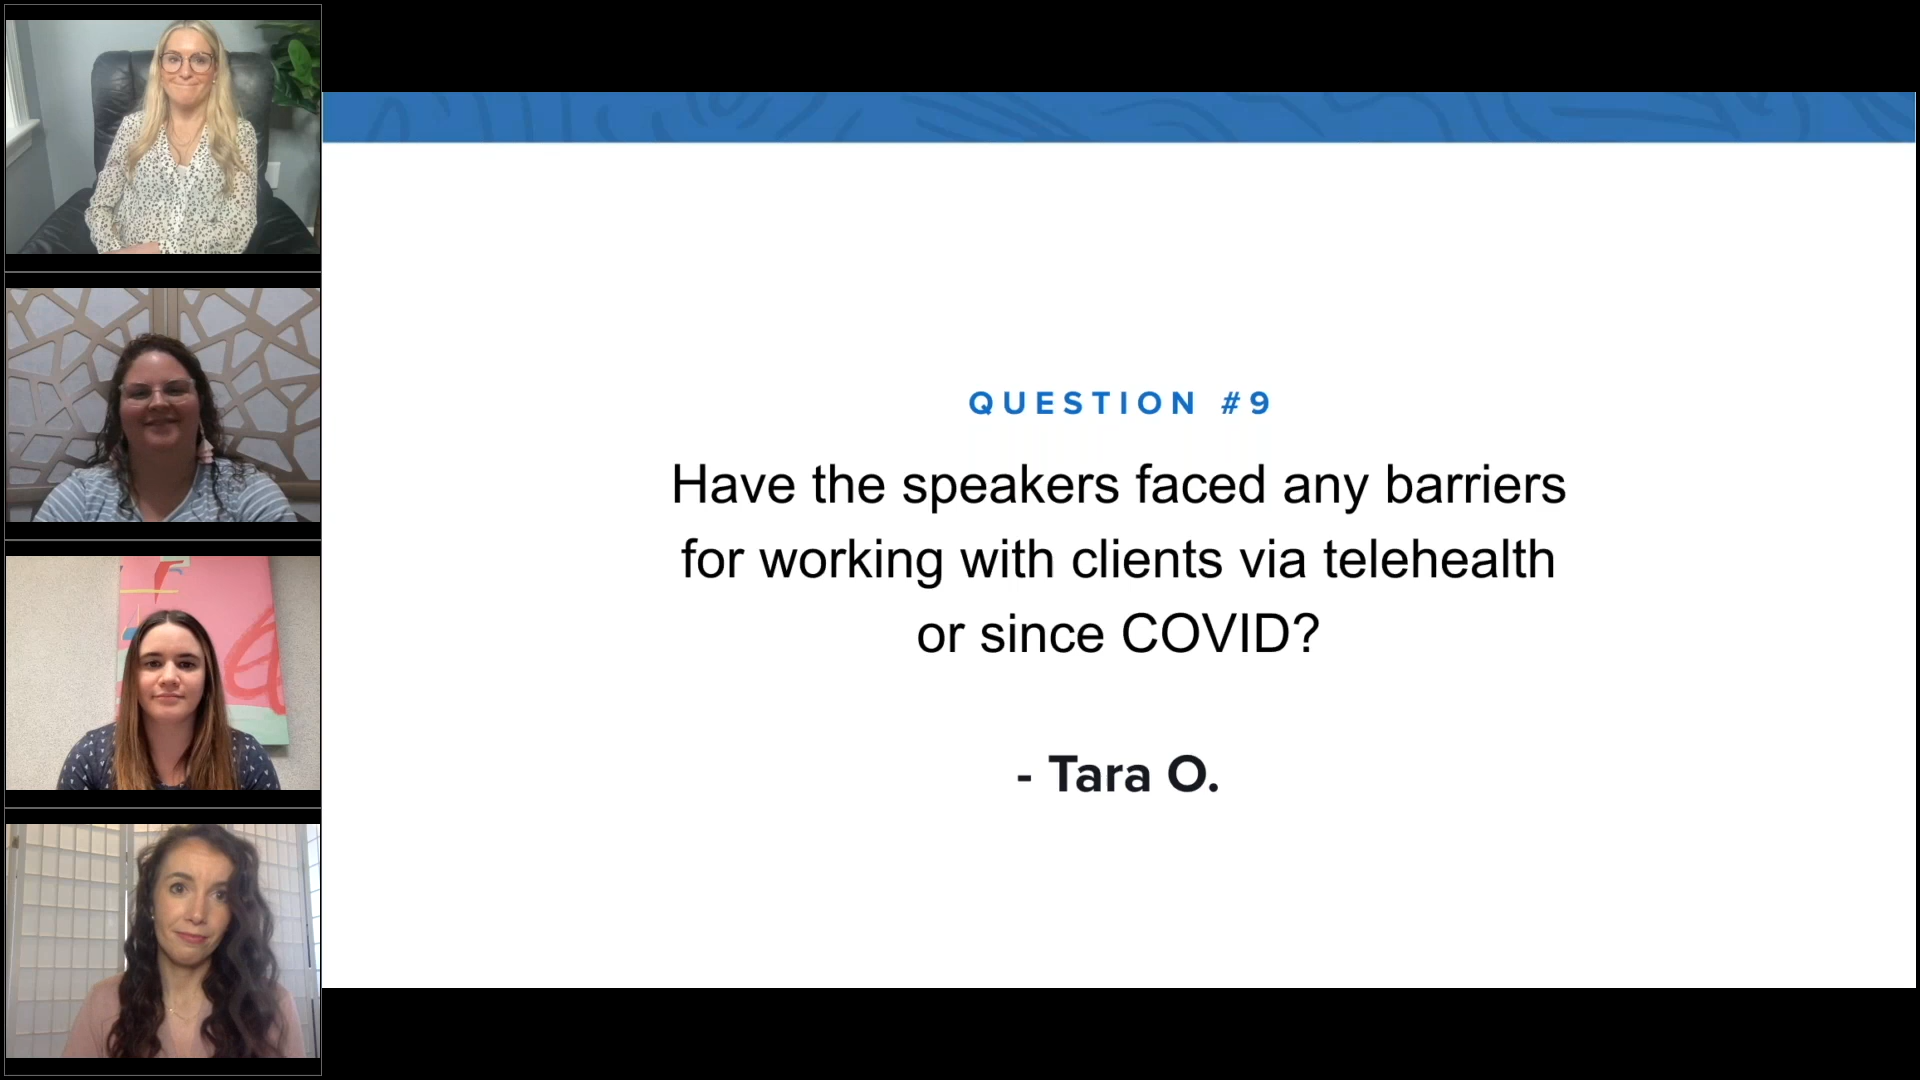 QUESTION #9
Have the speakers faced any barriers
for working with clients via telehealth
or since COVID?
- Tara O.